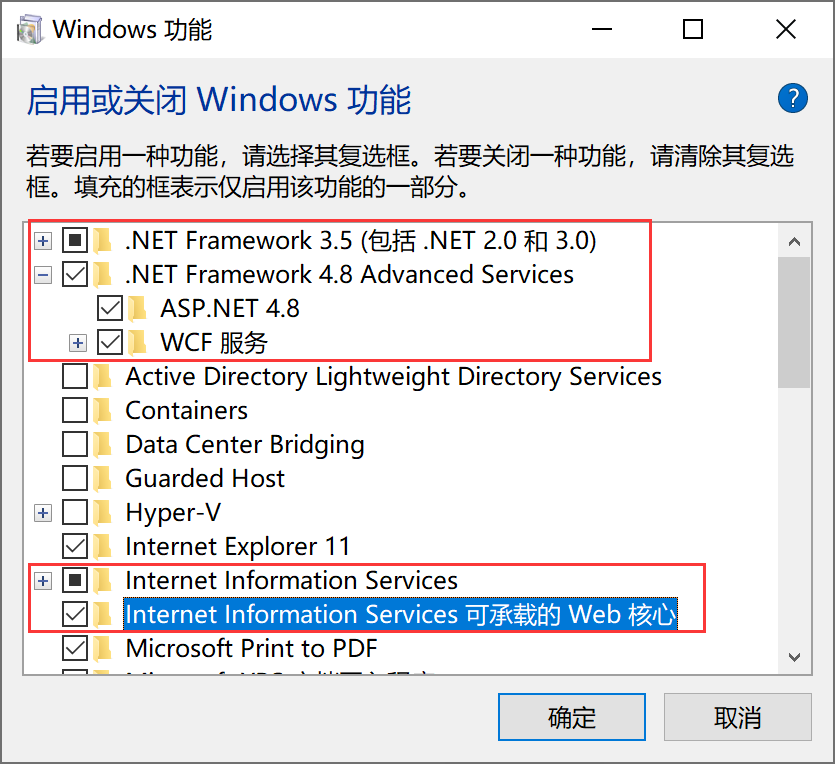 Windows 功能
启用或关闭 Windows 功能
?
若要启用一种功能，请选择其复选框。若要关闭一种功能，请清除其复选
框。填充的框表示仅启用该功能的一部分。
.NET Framework 3.5 (包括 .NET 2.0 和 3.0)
.NET Framework 4.8 Advanced Services
ASP.NET 4.8
WCF 服务
Active Directory Lightweight Directory Services
Containers
Data Center Bridging
Guarded Host
Hyper-V
Internet Explorer 11
Internet Information Services
Internet Information Services 可承载的 Web 核心
Microsoft Print to PDF
确定
取消